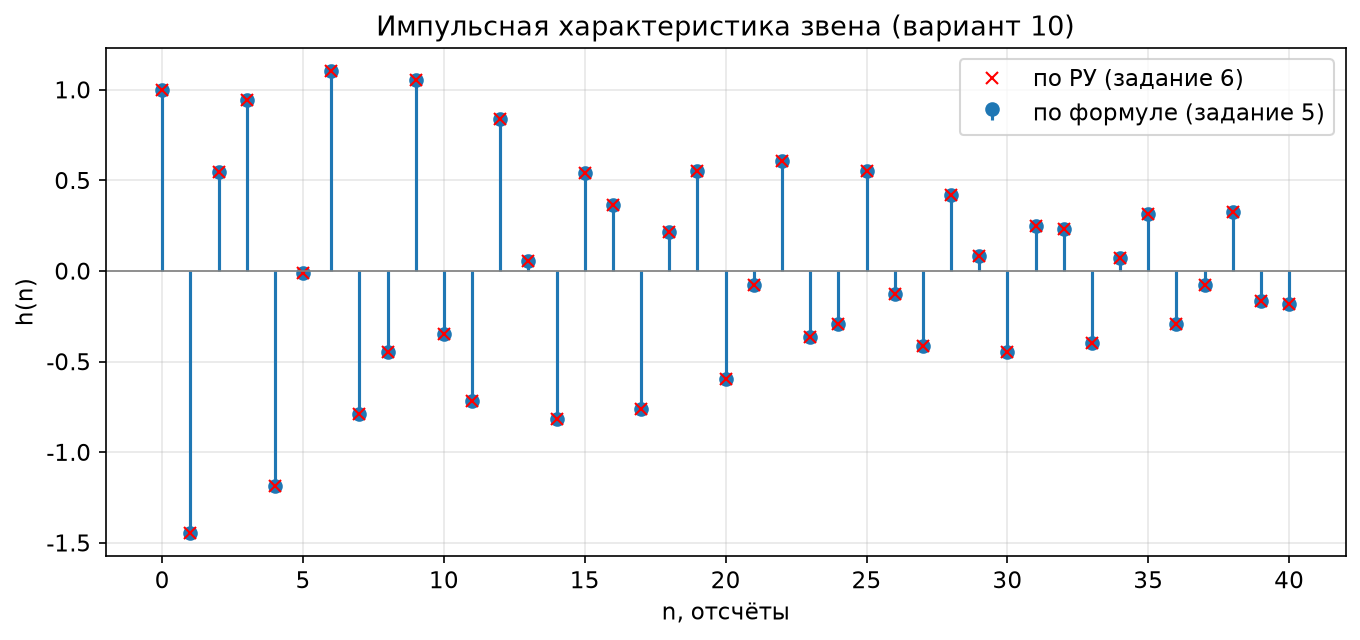 Импульсная характеристика звена (вариант 10)
по РУ (задание 6)
по формуле (задание 5)
h(n)
1.0
0.5
0.0
-0.5
-1.0
-1.5
0 5 10 15 20 25 30 35 40
n, отсчёты